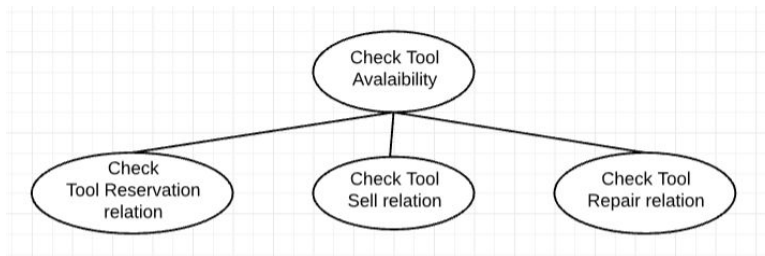 Check Tool
Avalaibility
Check
Tool Reservation
relation
Check Tool
Sell relation
Check Tool
Repair relation